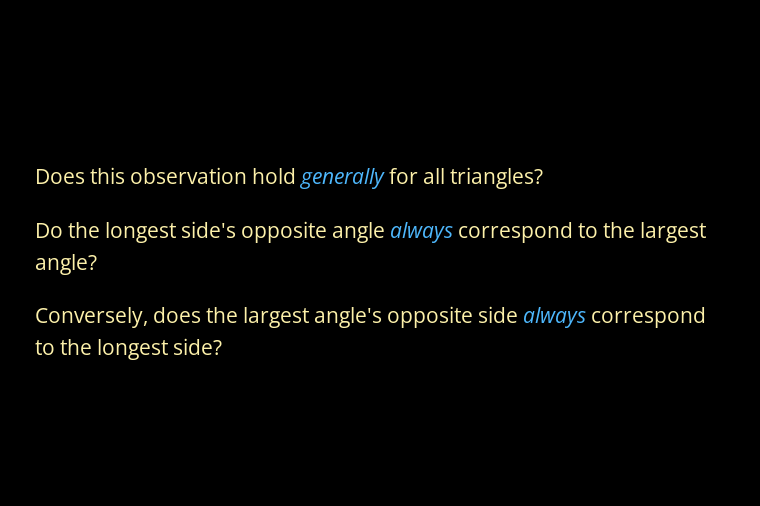 Does this observation hold generally for all triangles?
Do the longest side's opposite angle always correspond to the largest
angle?
Conversely, does the largest angle's opposite side always correspond
to the longest side?